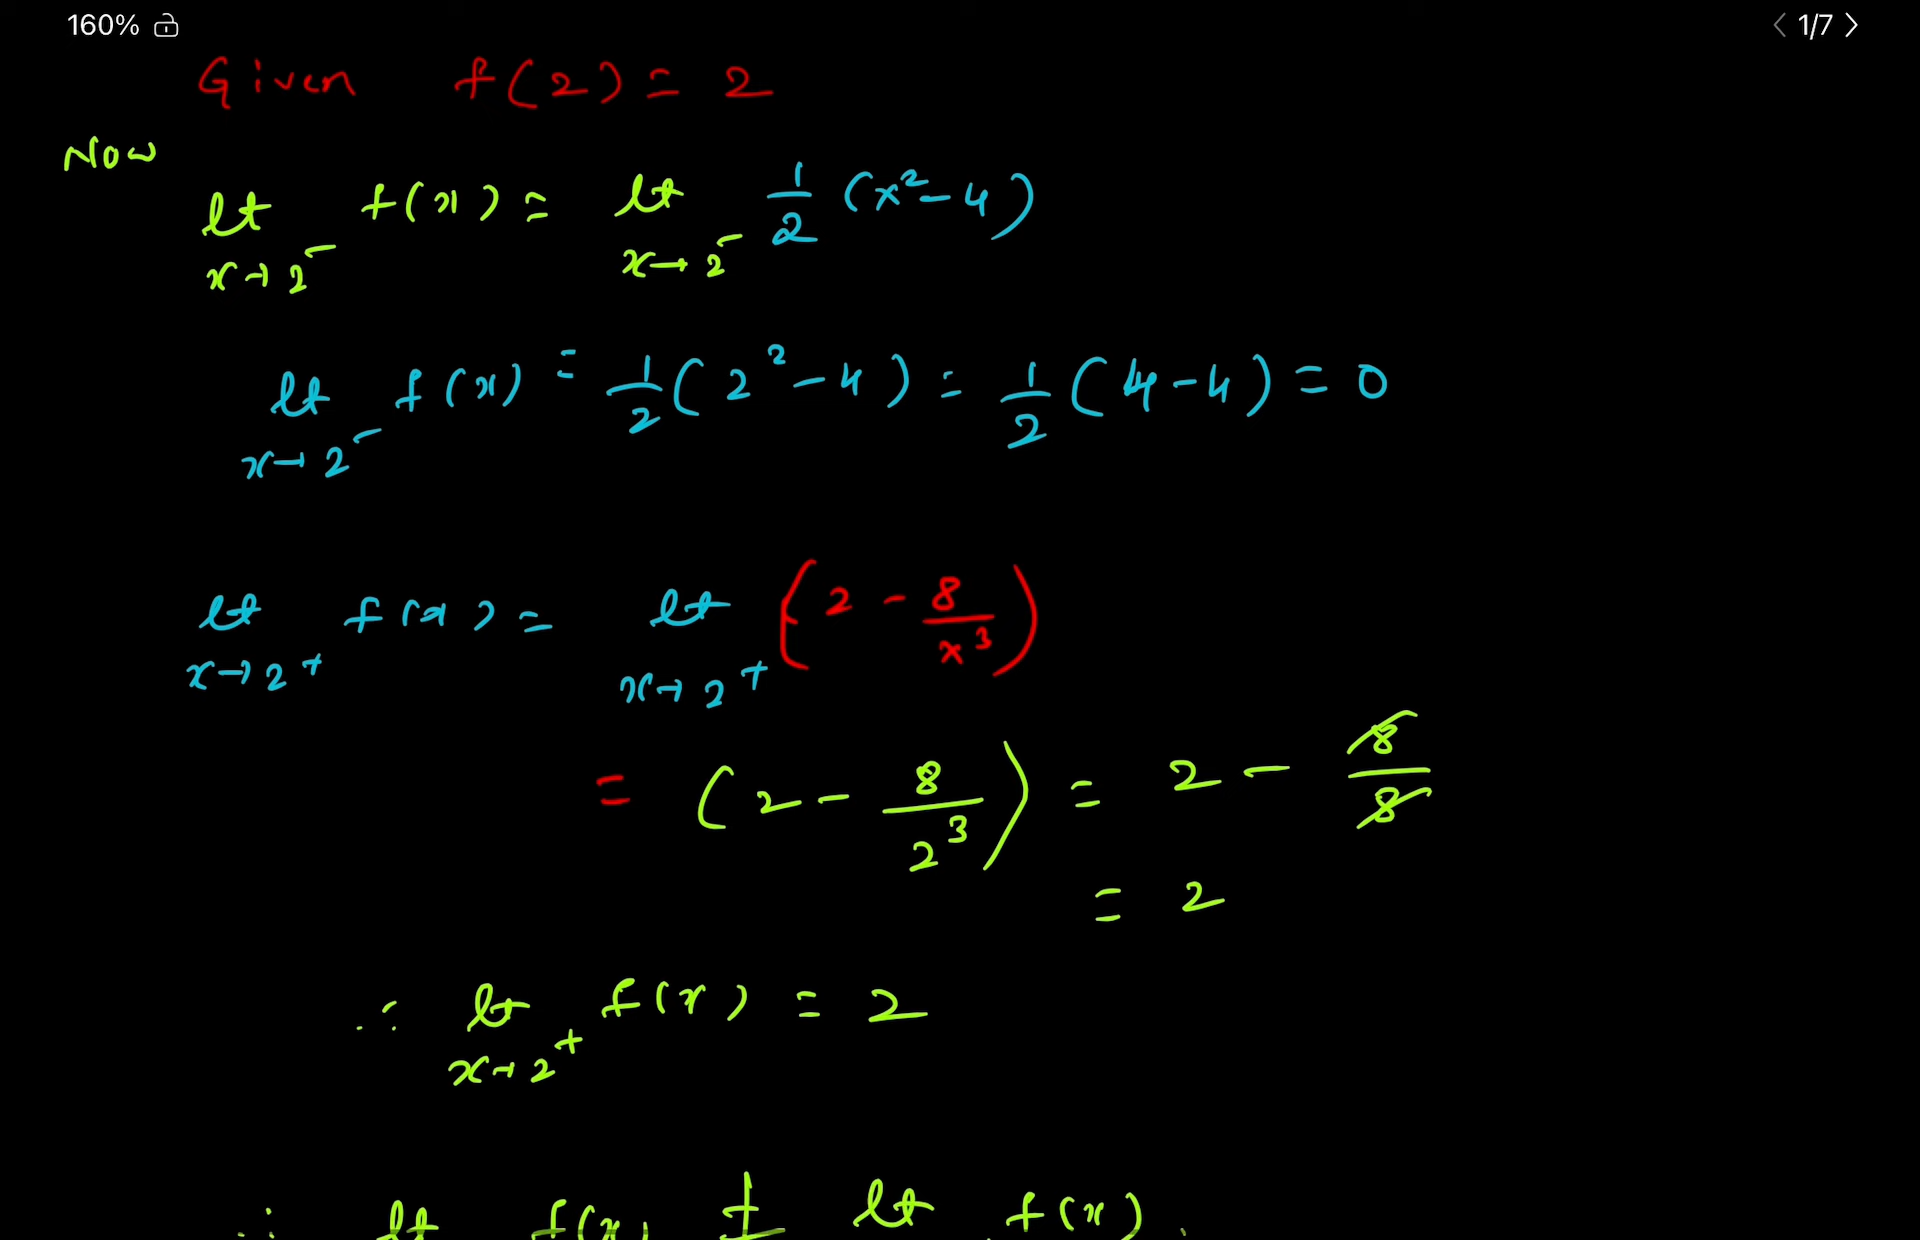 160% < 1/7 >
Given f(2) = 2
Now
lt x→2⁻ f(x) = lt x→2⁻ 1/2 (x²-4)
lt x→2⁻ f(x) = 1/2 (2²-4) = 1/2 (4-4) = 0
lt x→2⁺ f(x) = lt x→2⁺ (2 - 8/x³)
= (2 - 8/2³) = 2 - 8/8
= 2
∴ lt x→2⁺ f(x) = 2
∴ lt f(x) ≠ lt f(x).